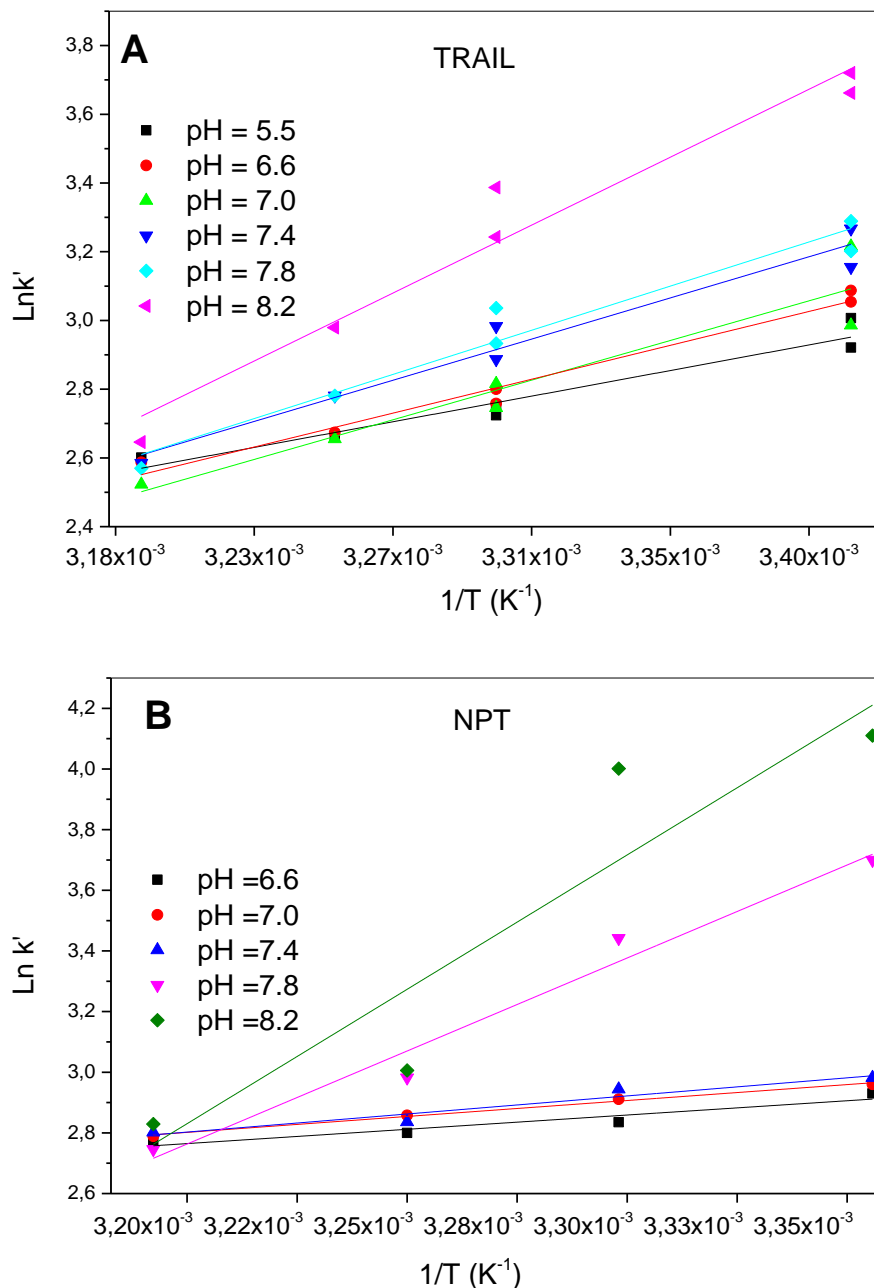 A
TRAIL
3,8
3,6
3,4
3,2
3,0
2,8
2,6
2,4
Lnk'
pH = 5.5
pH = 6.6
pH = 7.0
pH = 7.4
pH = 7.8
pH = 8.2
3,18x10⁻³ 3,23x10⁻³ 3,27x10⁻³ 3,31x10⁻³ 3,35x10⁻³ 3,40x10⁻³
1/T (K⁻¹)
B
NPT
4,2
4,0
3,8
3,6
3,4
3,2
3,0
2,8
2,6
Ln k'
pH =6.6
pH =7.0
pH =7.4
pH =7.8
pH =8.2
3,20x10⁻³ 3,22x10⁻³ 3,25x10⁻³ 3,28x10⁻³ 3,30x10⁻³ 3,33x10⁻³ 3,35x10⁻³
1/T (K⁻¹)